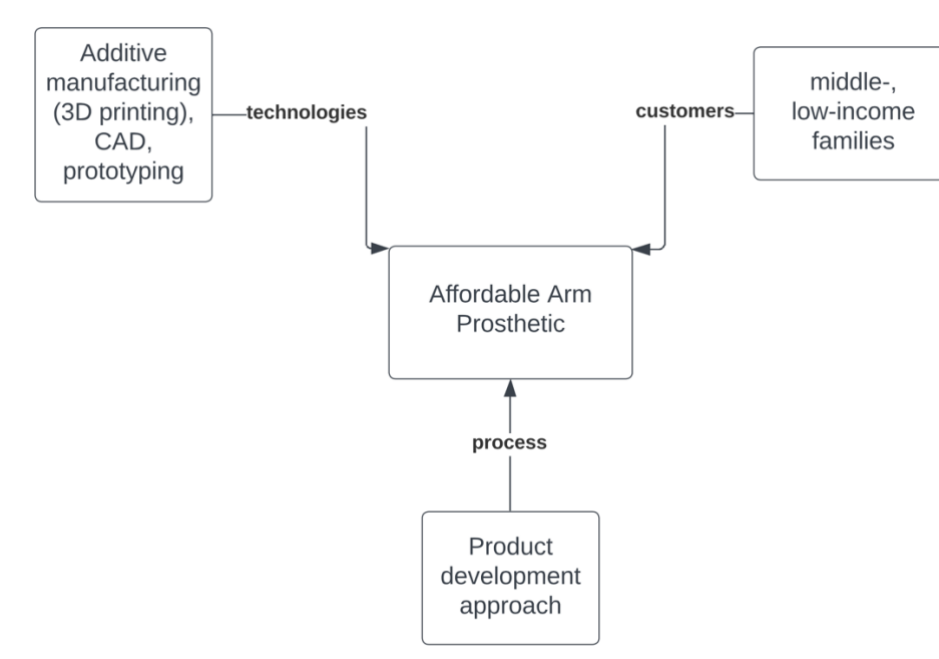 Additive
manufacturing
(3D printing),
CAD,
prototyping
technologies
customers
middle-,
low-income
families
Affordable Arm
Prosthetic
process
Product
development
approach